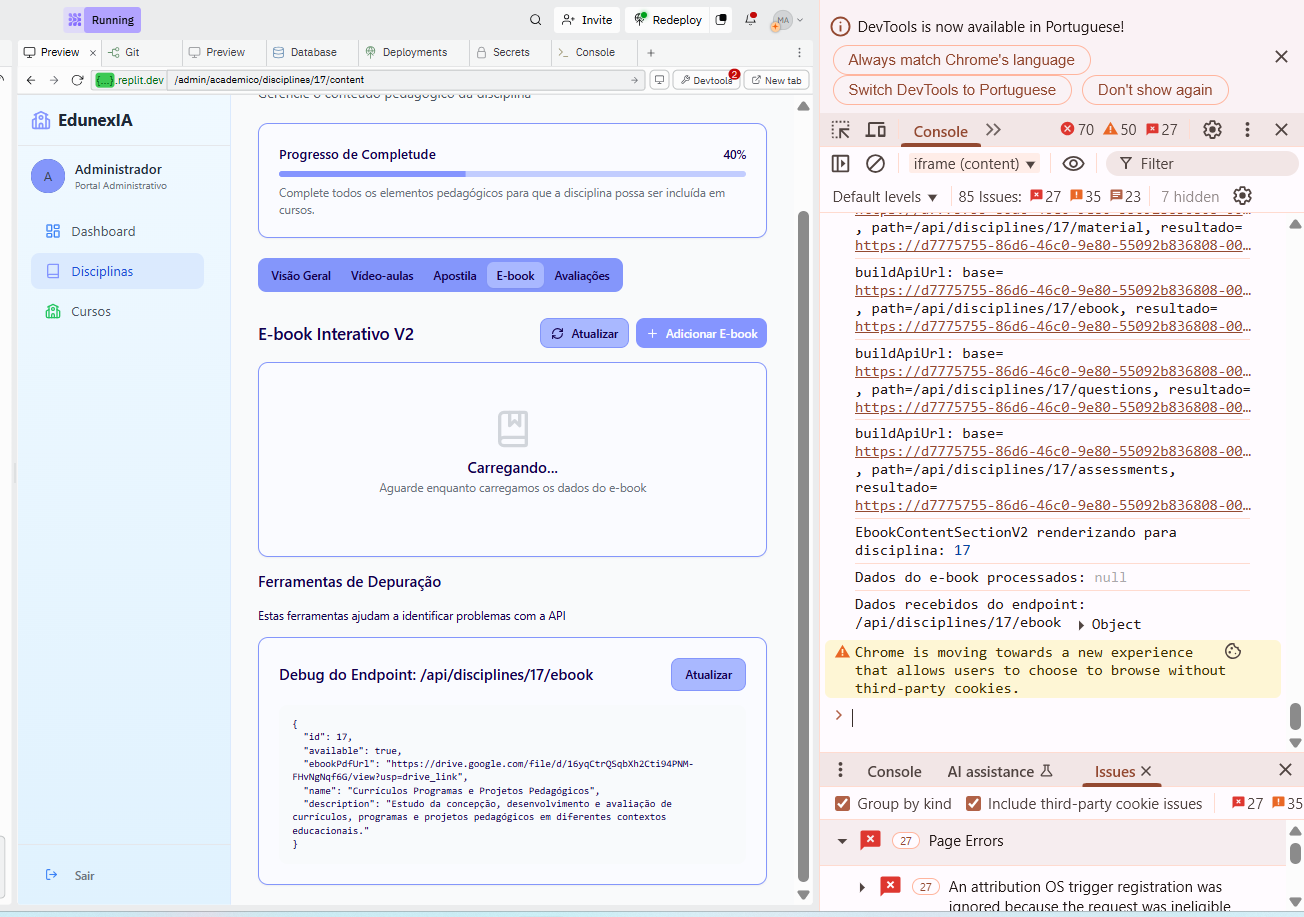 Running
Invite
Redeploy
MA
Preview
Git
Preview
Database
Deployments
Secrets
Console
{...}.replit.dev
/admin/academico/disciplines/17/content
Devtools
2
New tab
EdunexIA
A
Administrador
Portal Administrativo
Dashboard
Disciplinas
Cursos
Sair
Gerencie o conteúdo pedagógico da disciplina
Progresso de Completude
40%
Complete todos os elementos pedagógicos para que a disciplina possa ser incluída em
cursos.
Visão Geral
Vídeo-aulas
Apostila
E-book
Avaliações
E-book Interativo V2
Atualizar
Adicionar E-book
Carregando...
Aguarde enquanto carregamos os dados do e-book
Ferramentas de Depuração
Estas ferramentas ajudam a identificar problemas com a API
Debug do Endpoint: /api/disciplines/17/ebook
Atualizar
{
"id": 17,
"available": true,
"ebookPdfUrl": "https://drive.google.com/file/d/16yqCtrQSqbXh2Cti94PNM-
FHvNgNqf6G/view?usp=drive_link",
"name": "Currículos Programas e Projetos Pedagógicos",
"description": "Estudo da concepção, desenvolvimento e avaliação de
currículos, programas e projetos pedagógicos em diferentes contextos
educacionais."
}
DevTools is now available in Portuguese!
Always match Chrome's language
Switch DevTools to Portuguese
Don't show again
Console
70
50
27
iframe (content)
Filter
Default levels
85 Issues:
27
35
23
7 hidden
https://d7775755-86d6-46c0-9e80-55092b836808-00…
, path=/api/disciplines/17/material, resultado=
https://d7775755-86d6-46c0-9e80-55092b836808-00…
buildApiUrl: base=
https://d7775755-86d6-46c0-9e80-55092b836808-00…
, path=/api/disciplines/17/ebook, resultado=
https://d7775755-86d6-46c0-9e80-55092b836808-00…
buildApiUrl: base=
https://d7775755-86d6-46c0-9e80-55092b836808-00…
, path=/api/disciplines/17/questions, resultado=
https://d7775755-86d6-46c0-9e80-55092b836808-00…
buildApiUrl: base=
https://d7775755-86d6-46c0-9e80-55092b836808-00…
, path=/api/disciplines/17/assessments,
resultado=
https://d7775755-86d6-46c0-9e80-55092b836808-00…
EbookContentSectionV2 renderizando para
disciplina: 17
Dados do e-book processados: null
Dados recebidos do endpoint:
/api/disciplines/17/ebook Object
Chrome is moving towards a new experience
that allows users to choose to browse without
third-party cookies.
Console
AI assistance
Issues
Group by kind
Include third-party cookie issues
27
35
27
Page Errors
27
An attribution OS trigger registration was
ignored because the request was ineligible